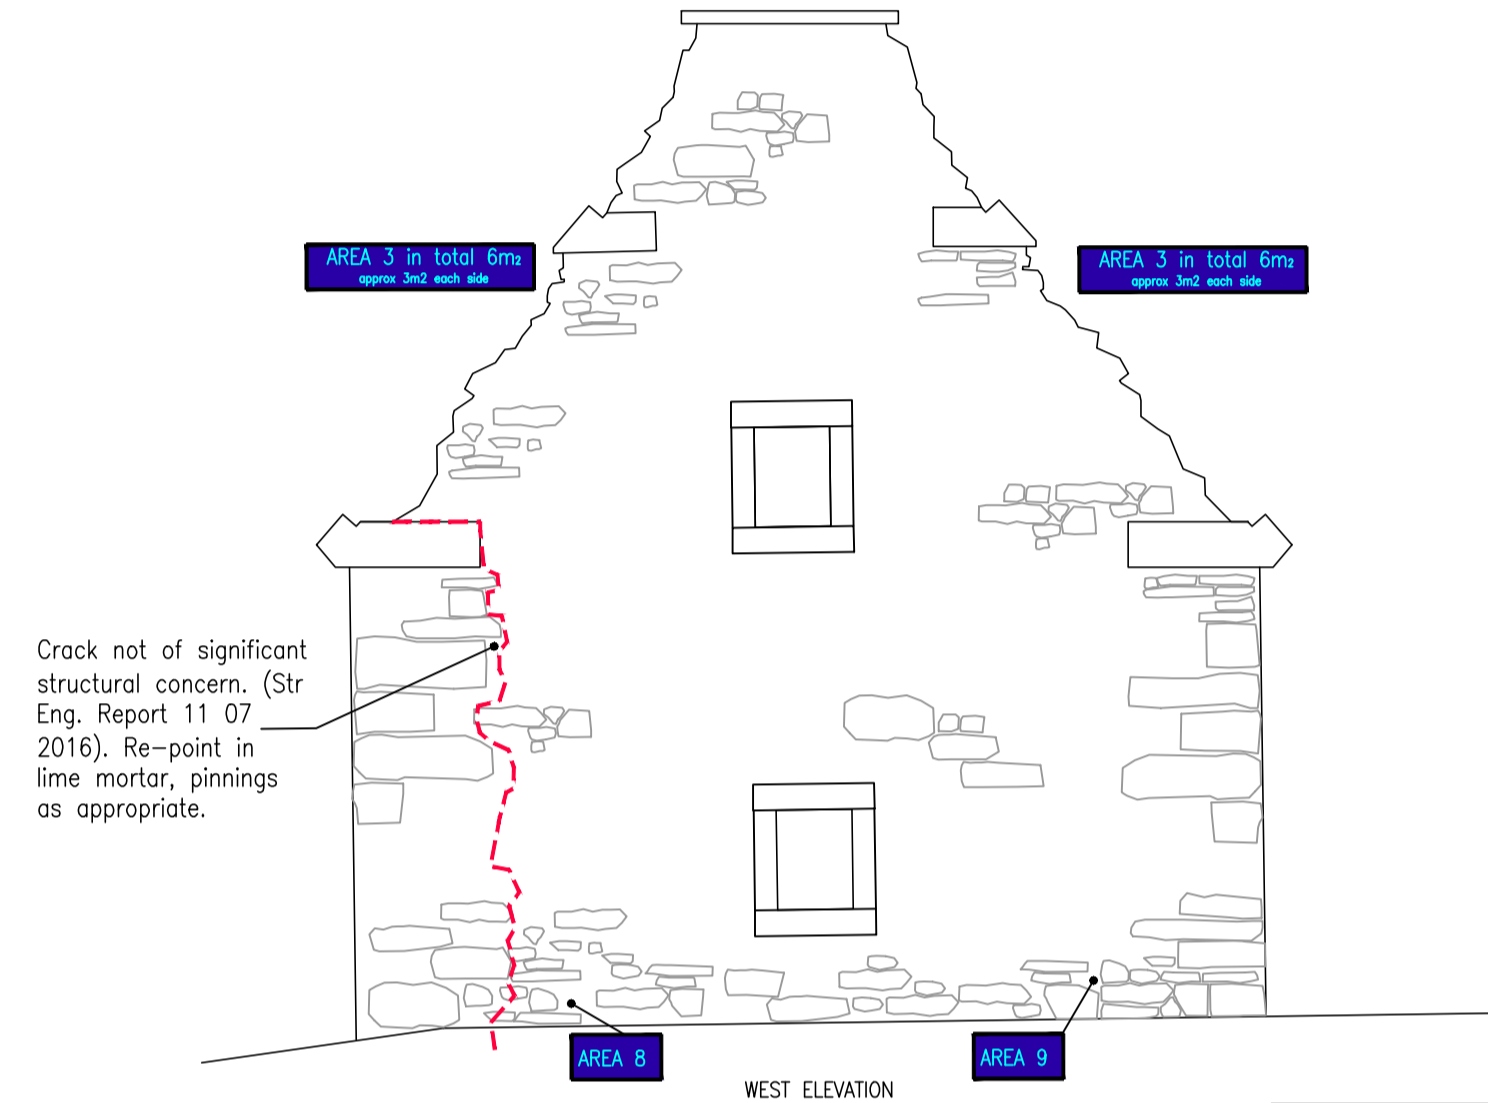 AREA 3 in total 6m₂
approx 3m2 each side
AREA 3 in total 6m₂
approx 3m2 each side
Crack not of significant
structural concern. (Str
Eng. Report 11 07
2016). Re-point in
lime mortar, pinnings
as appropriate.
AREA 8
AREA 9
WEST ELEVATION